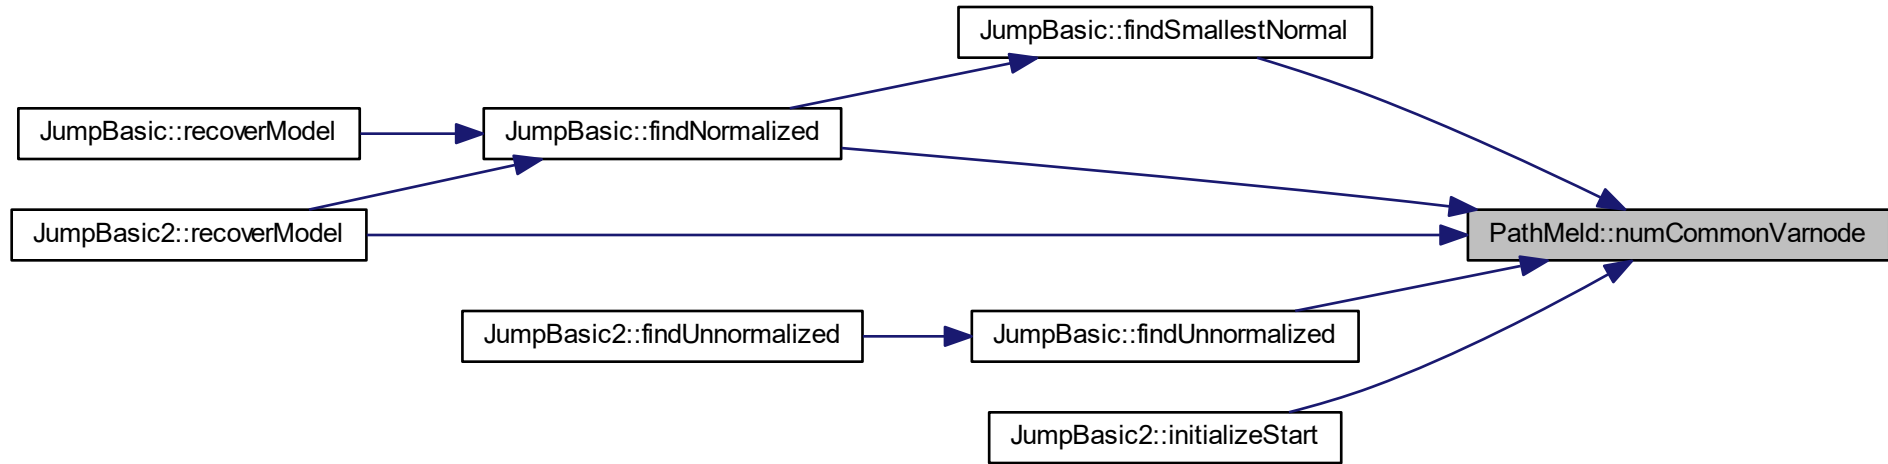 JumpBasic::findSmallestNormal
JumpBasic::recoverModel
JumpBasic::findNormalized
JumpBasic2::recoverModel
PathMeld::numCommonVarnode
JumpBasic2::findUnnormalized
JumpBasic::findUnnormalized
JumpBasic2::initializeStart